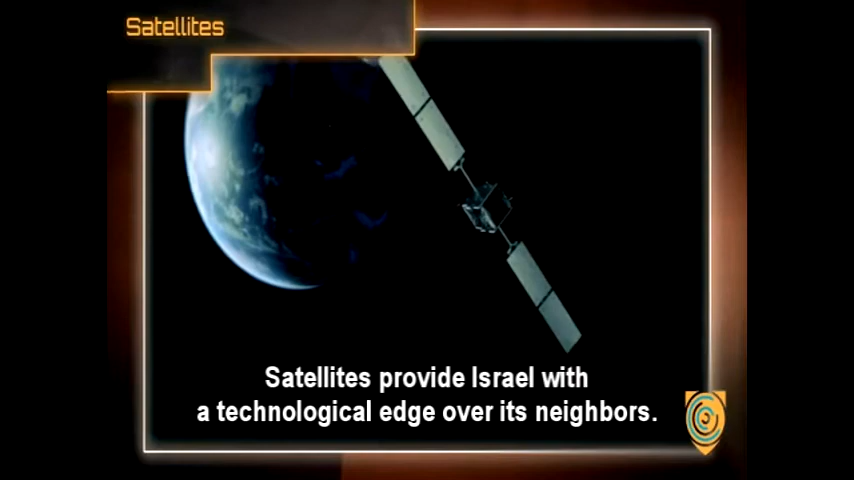 Satellites
Satellites provide Israel with
a technological edge over its neighbors.